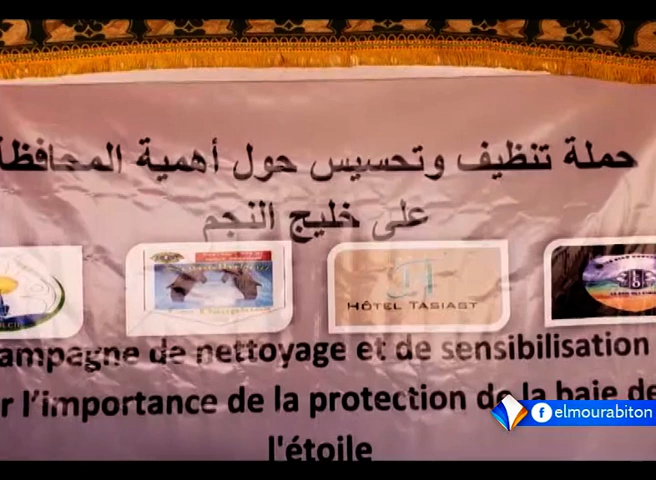 حملة تنظيف وتحسيس حول أهمية المحافظة
على خليج النجم
HÔTEL TASIAST
ampagne de nettoyage et de sensibilisation
r l'importance de la protection de la baie de
l'étoile
elmourabiton